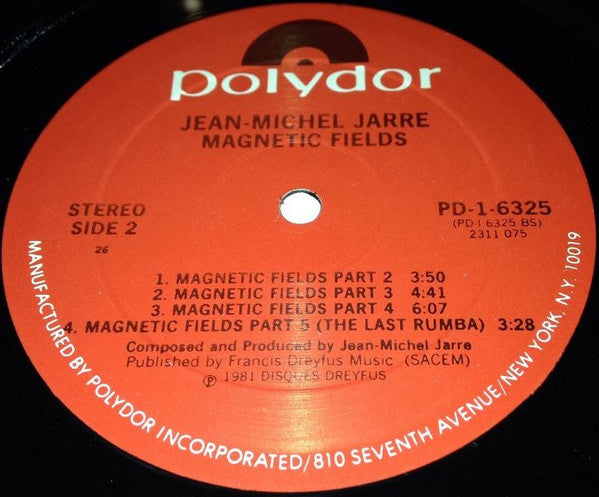 polydor
JEAN-MICHEL JARRE
MAGNETIC FIELDS
STEREO
SIDE 2
26
PD-1-6325
(PD-1 6325 BS)
2311 075
1. MAGNETIC FIELDS PART 2 3:50
2. MAGNETIC FIELDS PART 3 4:41
3. MAGNETIC FIELDS PART 4 6:07
4. MAGNETIC FIELDS PART 5 (THE LAST RUMBA) 3:28
Composed and Produced by Jean-Michel Jarre
Published by Francis Dreyfus Music (SACEM)
℗ 1981 DISQUES DREYFUS
MANUFACTURED BY POLYDOR INCORPORATED/810 SEVENTH AVENUE/NEW YORK, N.Y. 10019